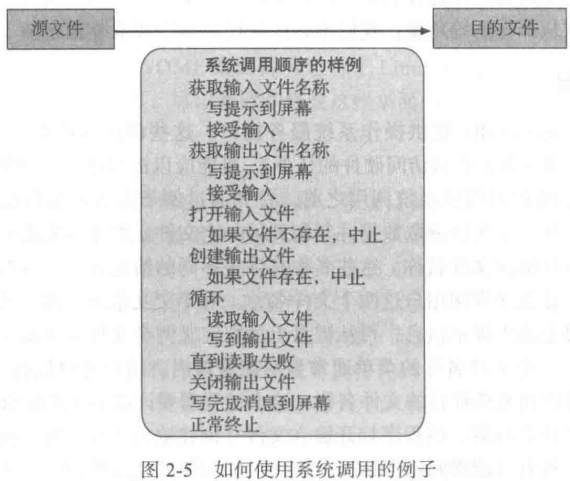 源文件
目的文件
系统调用顺序的样例
获取输入文件名称
写提示到屏幕
接受输入
获取输出文件名称
写提示到屏幕
接受输入
打开输入文件
如果文件不存在，中止
创建输出文件
如果文件存在，中止
循环
读取输入文件
写到输出文件
直到读取失败
关闭输出文件
写完成消息到屏幕
正常终止
图 2-5 如何使用系统调用的例子